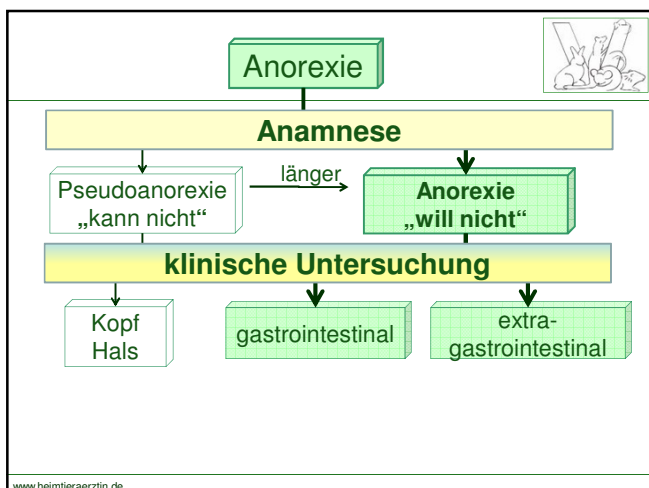 Anorexie
Anamnese
Pseudoanorexie
„kann nicht“
länger
Anorexie
„will nicht“
klinische Untersuchung
Kopf
Hals
gastrointestinal
extra-
gastrointestinal
www.heimtieraerztin.de